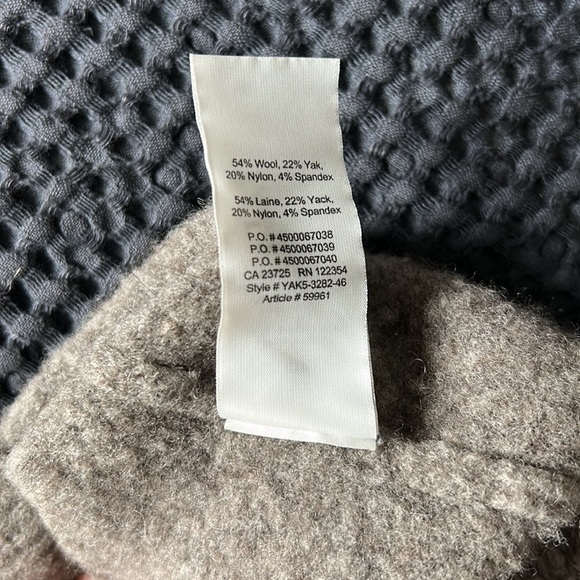 54% Wool, 22% Yak,
20% Nylon, 4% Spandex
54% Laine, 22% Yack,
20% Nylon, 4% Spandex
P.O. # 4500067038
P.O. # 4500067039
P.O. # 4500067040
CA 23725 RN 122354
Style # YAK5-3282-46
Article # 59961